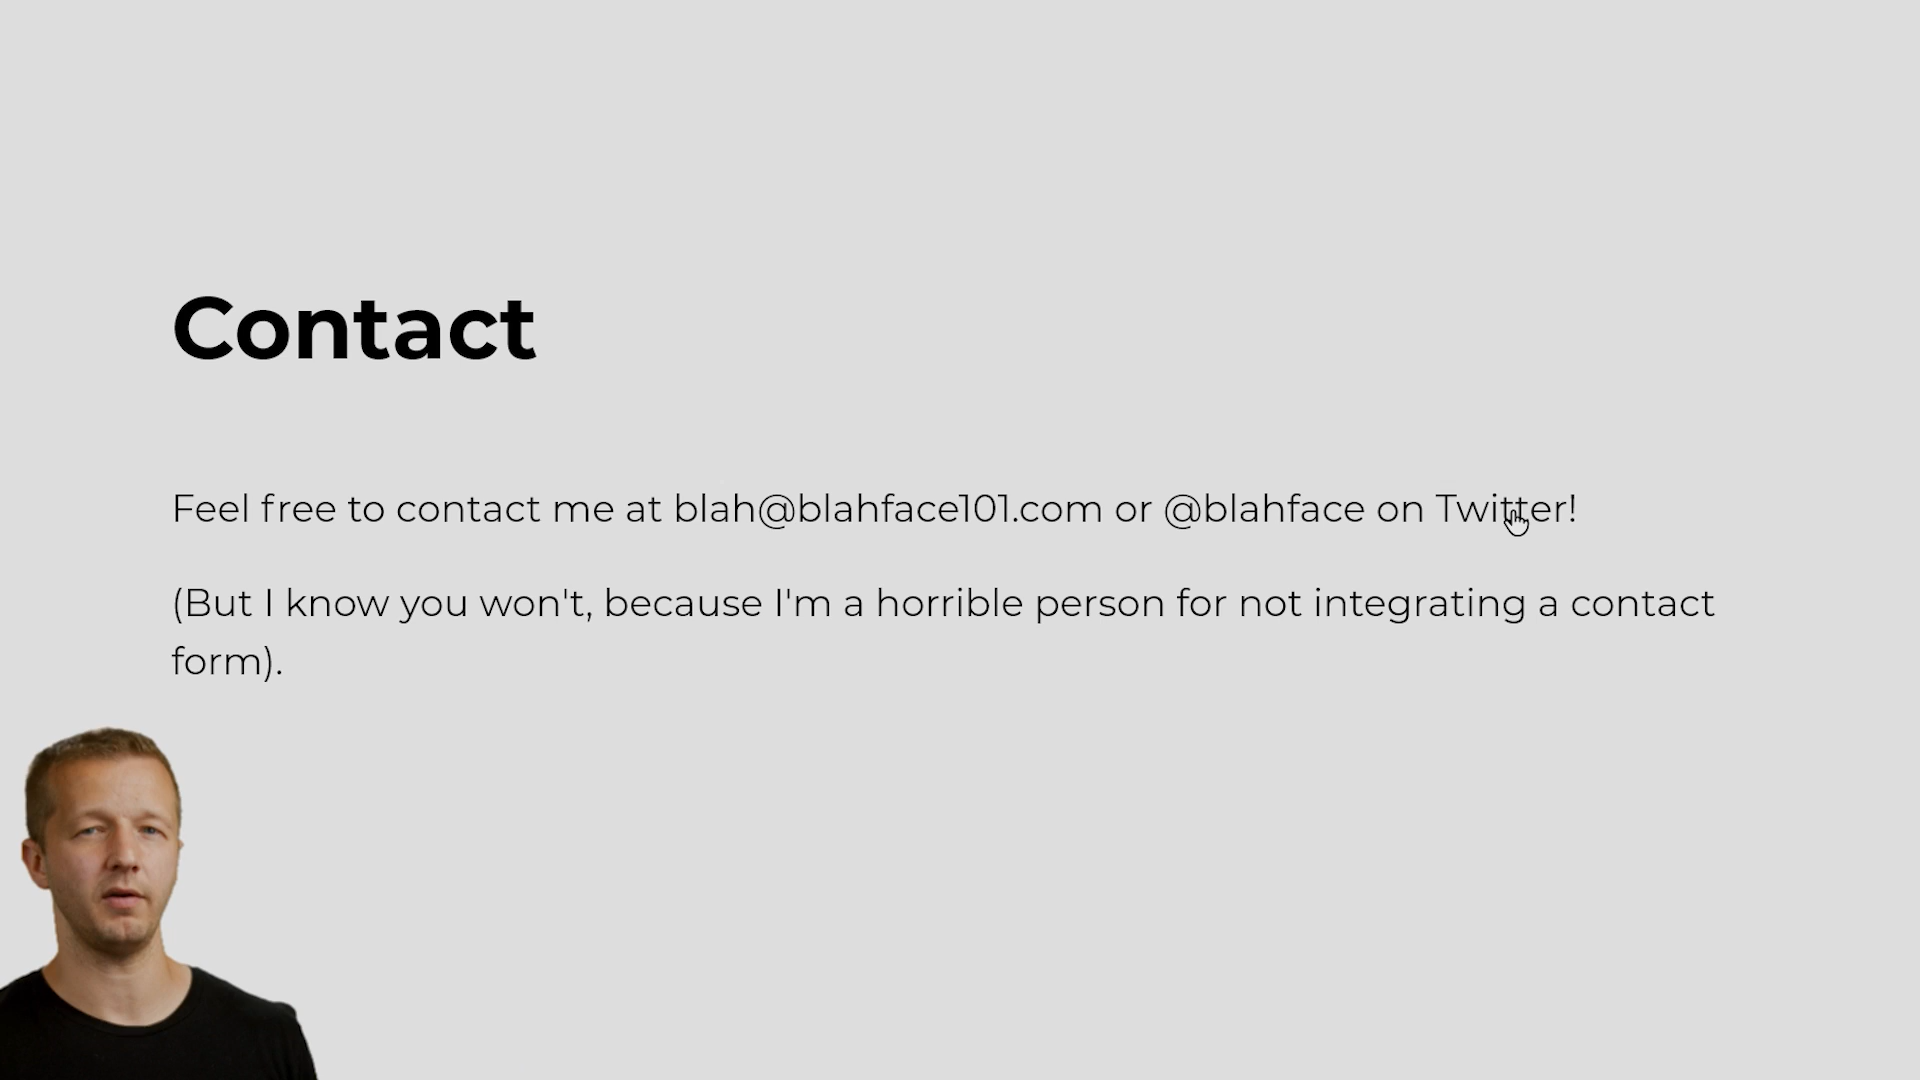 Contact
Feel free to contact me at blah@blahface101.com or @blahface on Twitter!
(But I know you won't, because I'm a horrible person for not integrating a contact
form).